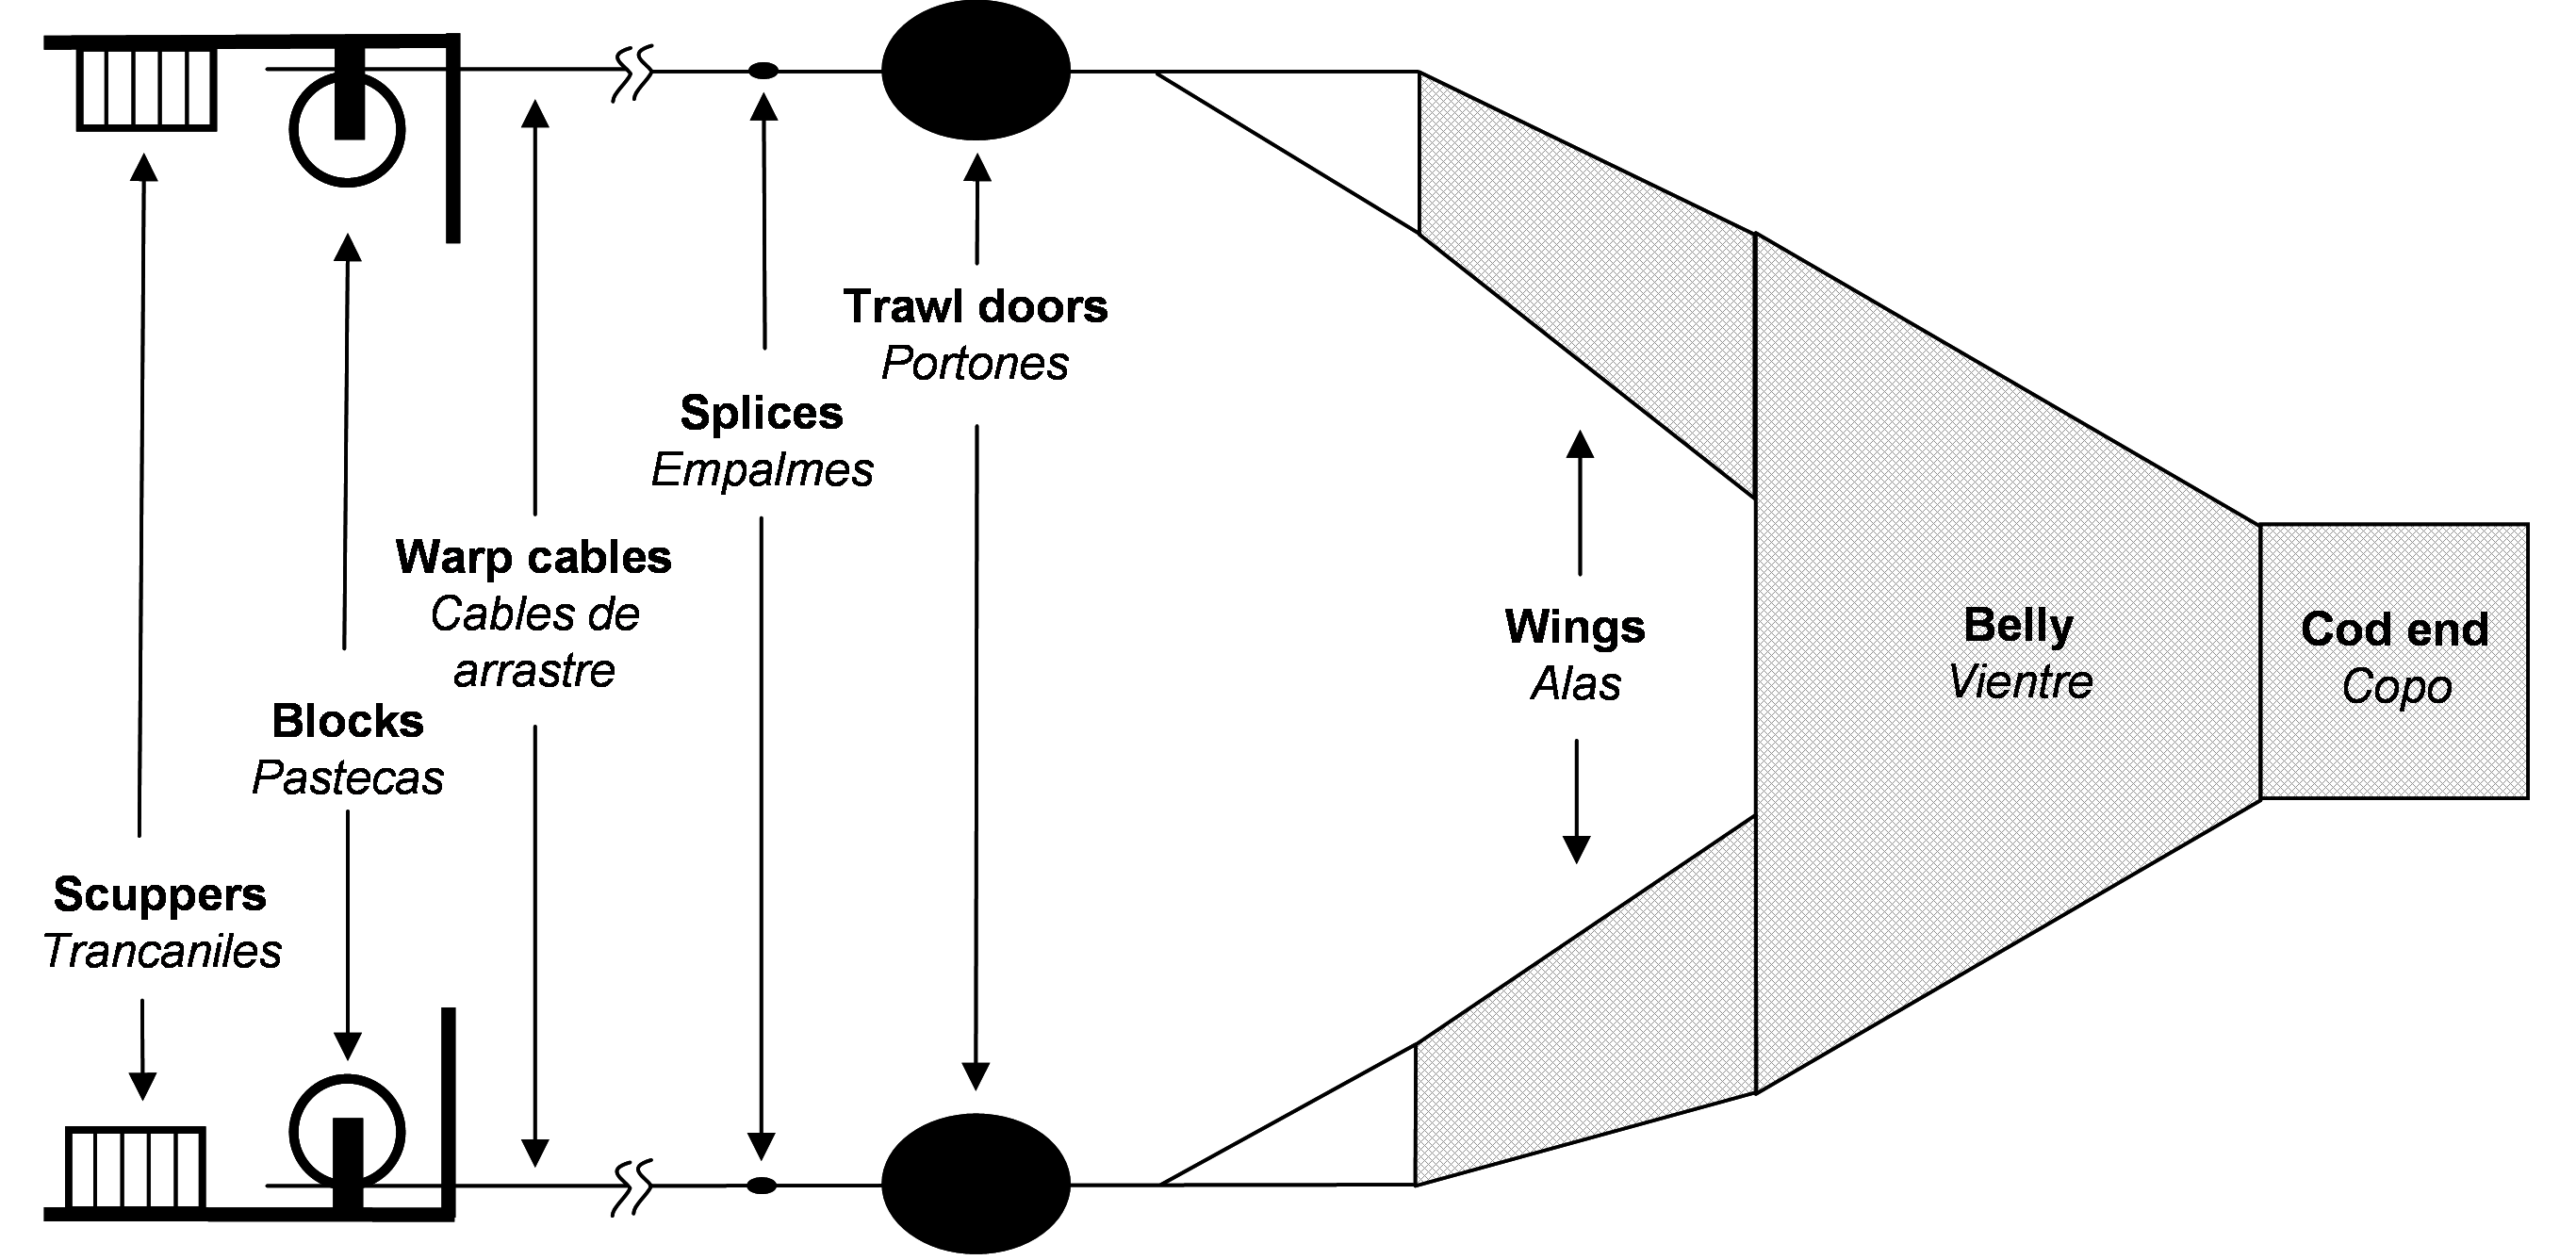 Trawl doors
Portones
Splices
Empalmes
Warp cables
Cables de
arrastre
Wings
Alas
Belly
Vientre
Cod end
Copo
Blocks
Pastecas
Scuppers
Trancaniles